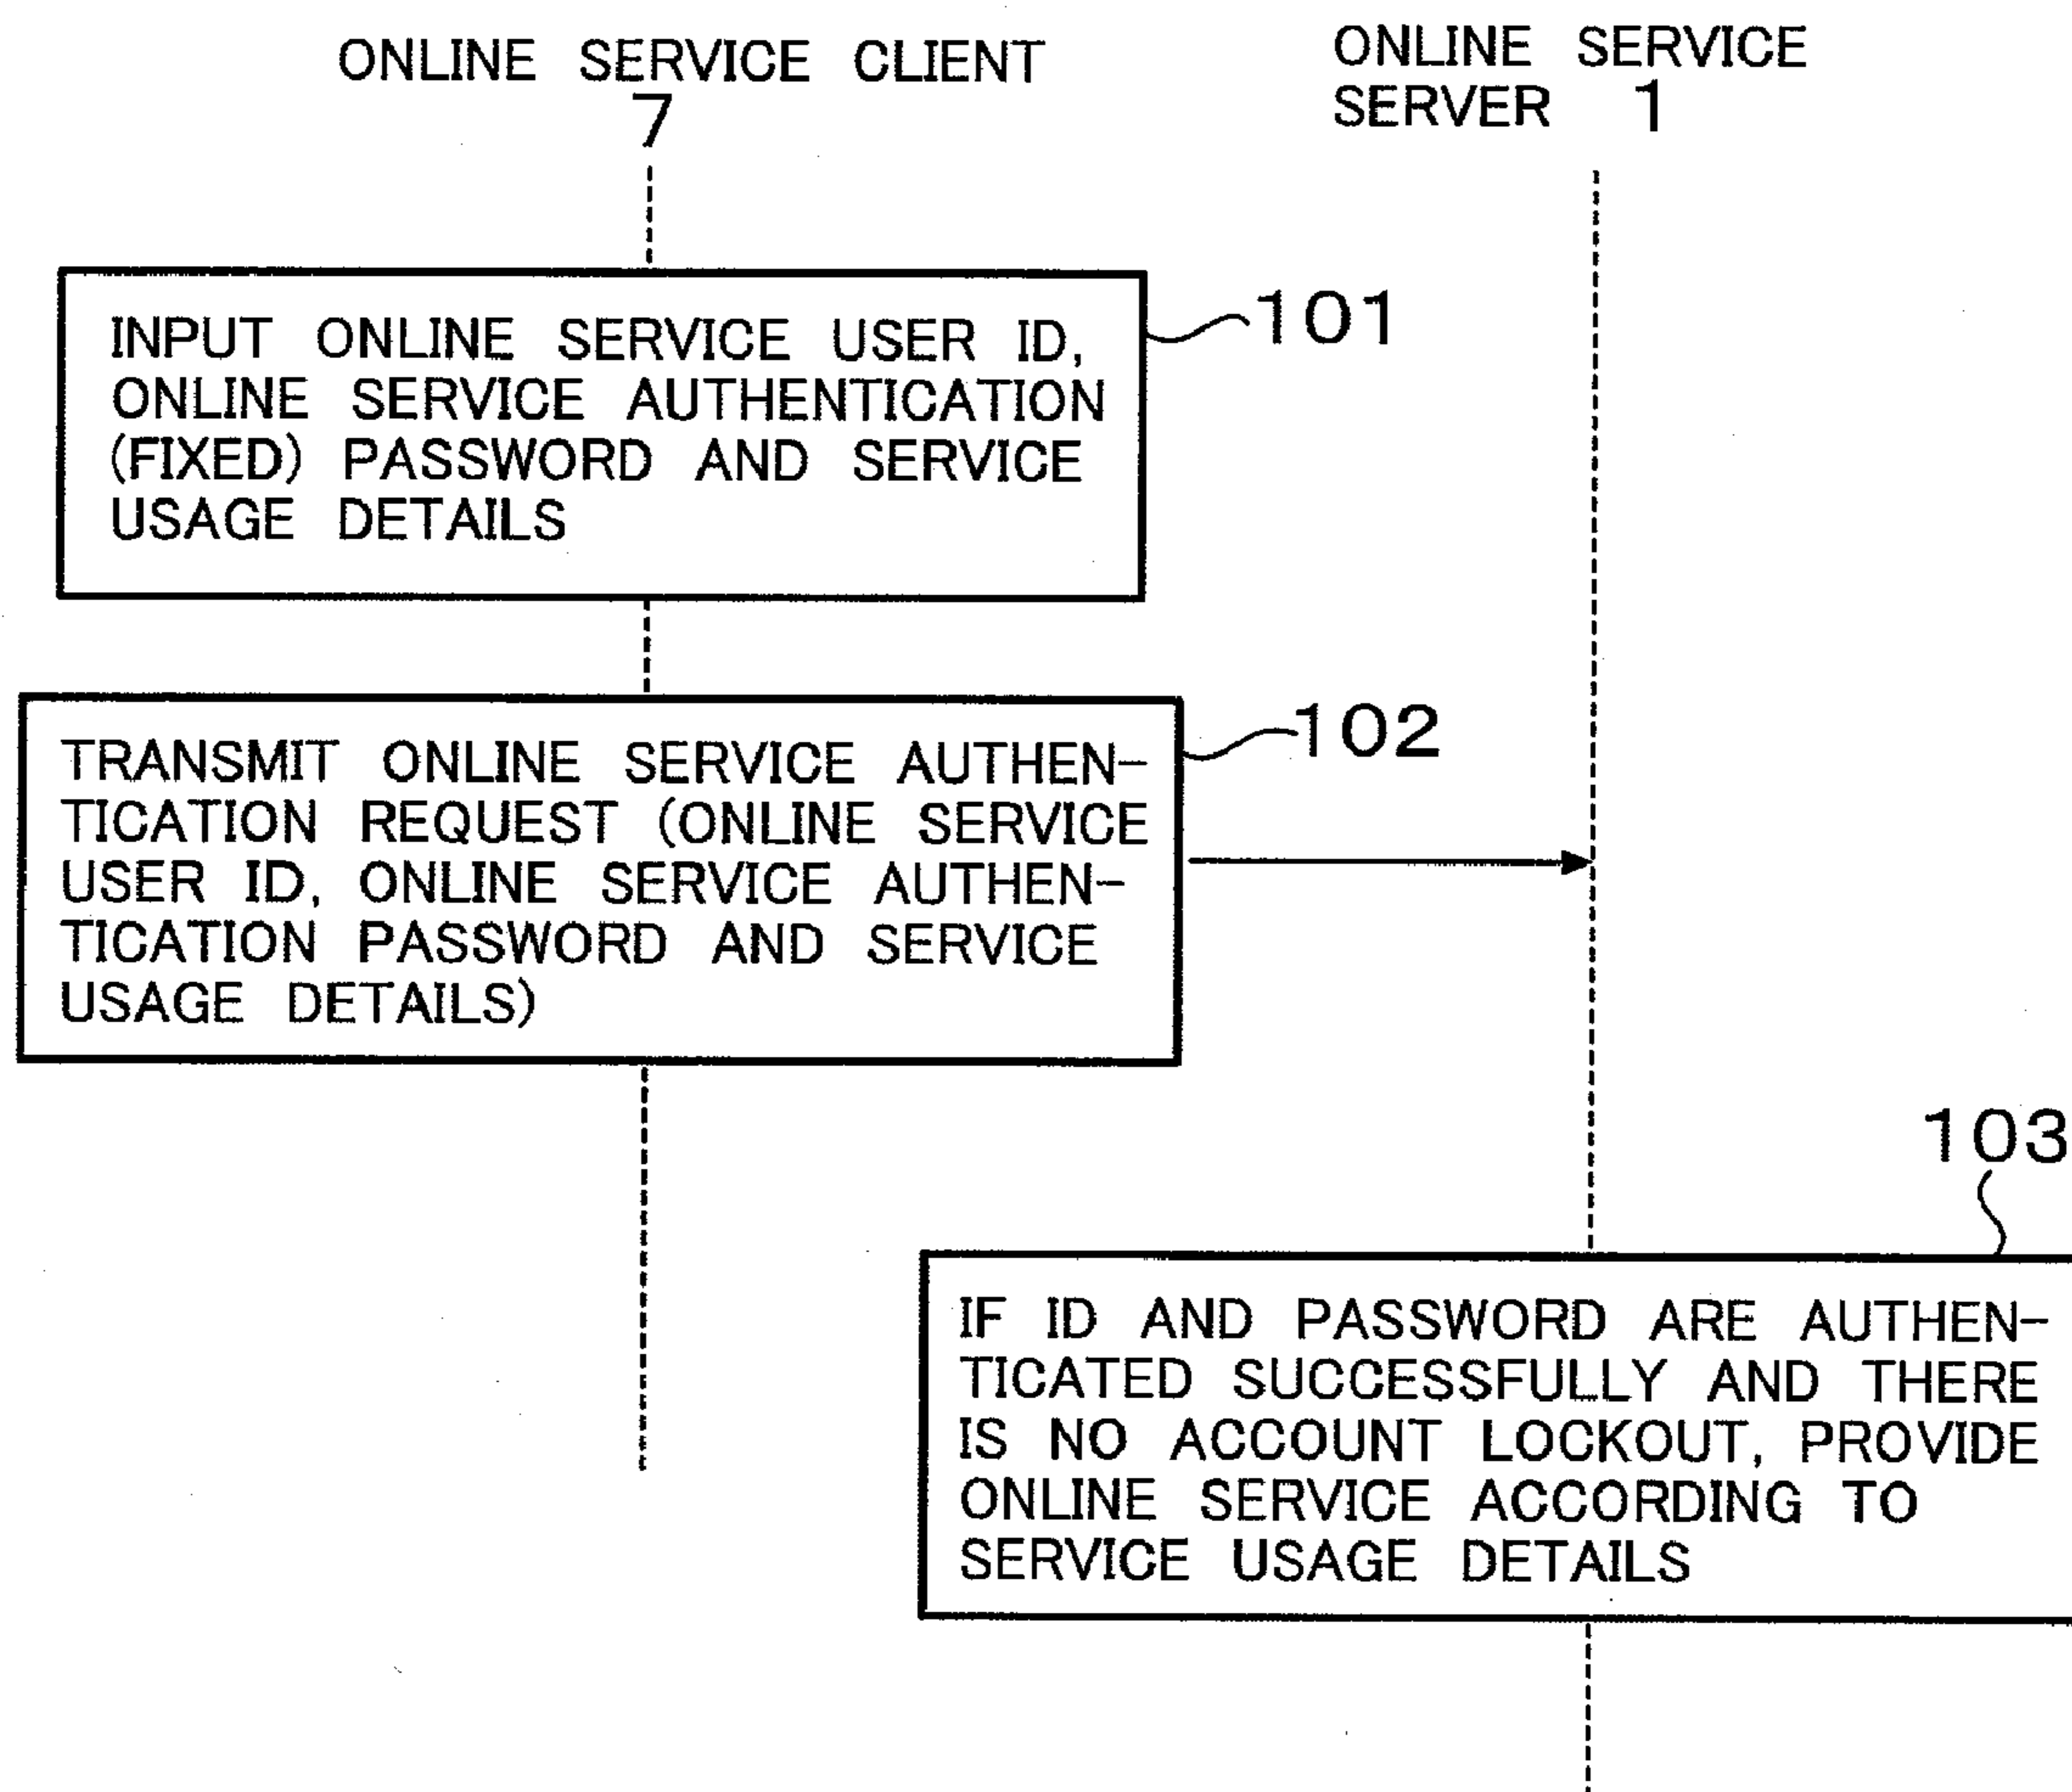 ONLINE SERVICE CLIENT
7
ONLINE SERVICE
SERVER 1
INPUT ONLINE SERVICE USER ID,
ONLINE SERVICE AUTHENTICATION
(FIXED) PASSWORD AND SERVICE
USAGE DETAILS
101
TRANSMIT ONLINE SERVICE AUTHEN-
TICATION REQUEST (ONLINE SERVICE
USER ID, ONLINE SERVICE AUTHEN-
TICATION PASSWORD AND SERVICE
USAGE DETAILS)
102
103
IF ID AND PASSWORD ARE AUTHEN-
TICATED SUCCESSFULLY AND THERE
IS NO ACCOUNT LOCKOUT, PROVIDE
ONLINE SERVICE ACCORDING TO
SERVICE USAGE DETAILS